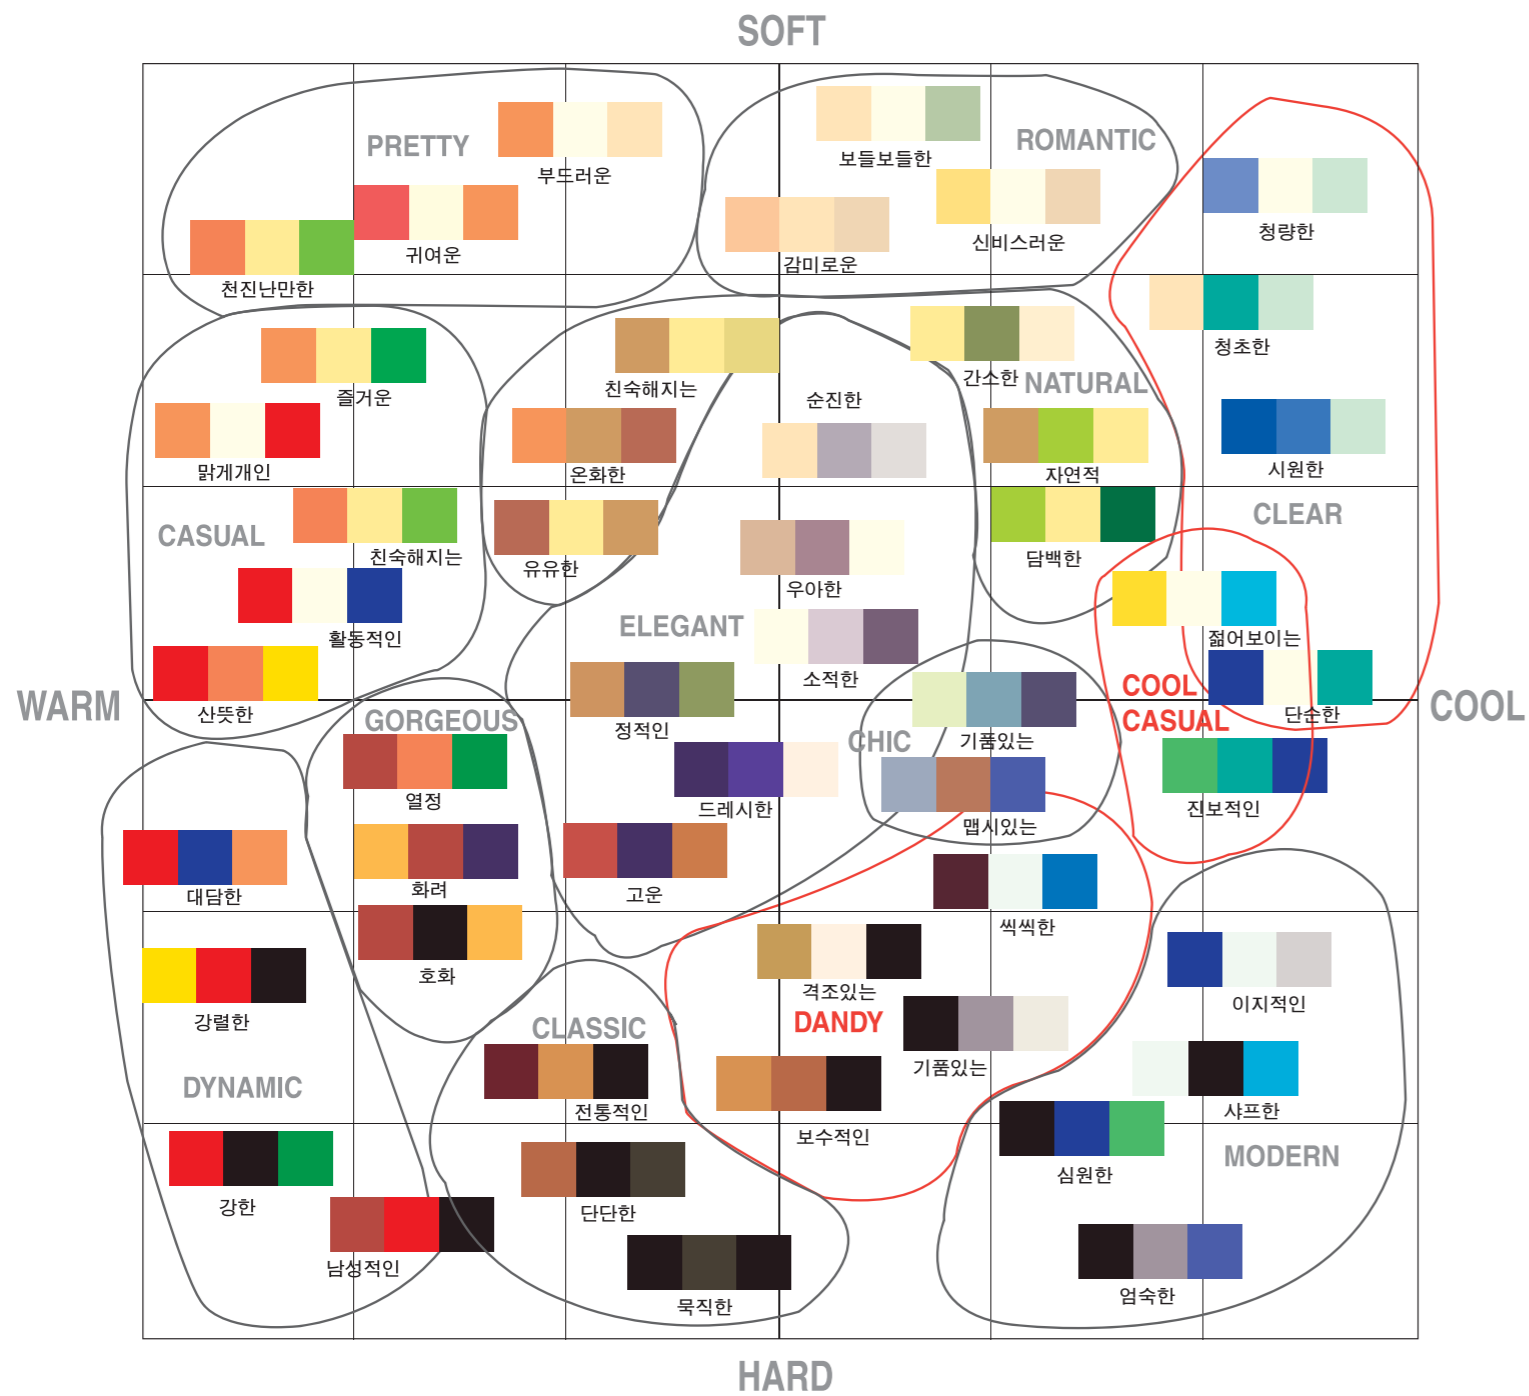 SOFT
PRETTY
부드러운
귀여운
천진난만한
ROMANTIC
보들보들한
신비스러운
감미로운
청량한
청초한
시원한
CLEAR
즐거운
맑게개인
CASUAL
친숙해지는
활동적인
산뜻한
친숙해지는
온화한
유유한
순진한
간소한
NATURAL
자연적
담백한
우아한
ELEGANT
소적한
정적인
드레시한
고운
젊어보이는
단순한
COOL
CASUAL
진보적인
WARM
COOL
GORGEOUS
열정
화려
호화
CHIC
기품있는
맵시있는
씩씩한
대담한
강렬한
DYNAMIC
강한
남성적인
CLASSIC
전통적인
단단한
묵직한
격조있는
DANDY
기품있는
보수적인
이지적인
샤프한
심원한
MODERN
엄숙한
HARD